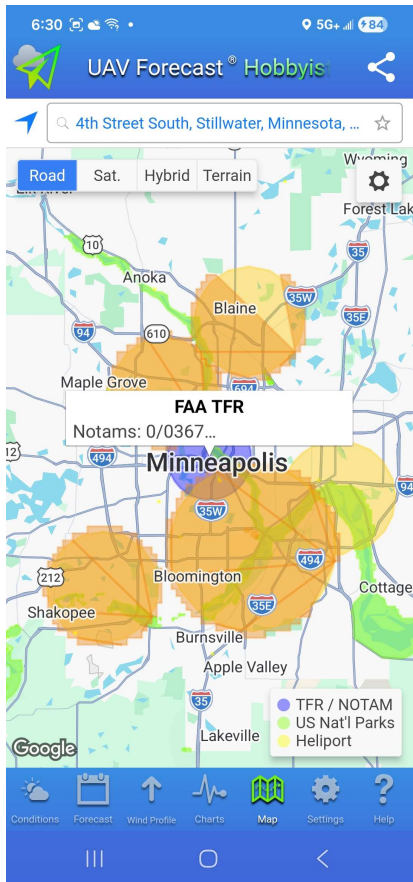 6:30
5G+ 84
UAV Forecast ® Hobbyis
4th Street South, Stillwater, Minnesota, ...
Road Sat. Hybrid Terrain
Wyoming
Elk River
Forest Lak
10
35
Anoka
Blaine
35W
35E
94
610
Maple Grove
694
FAA TFR
Notams: 0/0367...
12
494
Minneapolis
94
35W
494
212
Bloomington
35E
Cottage
Shakopee
Burnsville
Apple Valley
35
TFR / NOTAM
US Nat'l Parks
Heliport
Lakeville
Google
Conditions Forecast Wind Profile Charts Map Settings Help